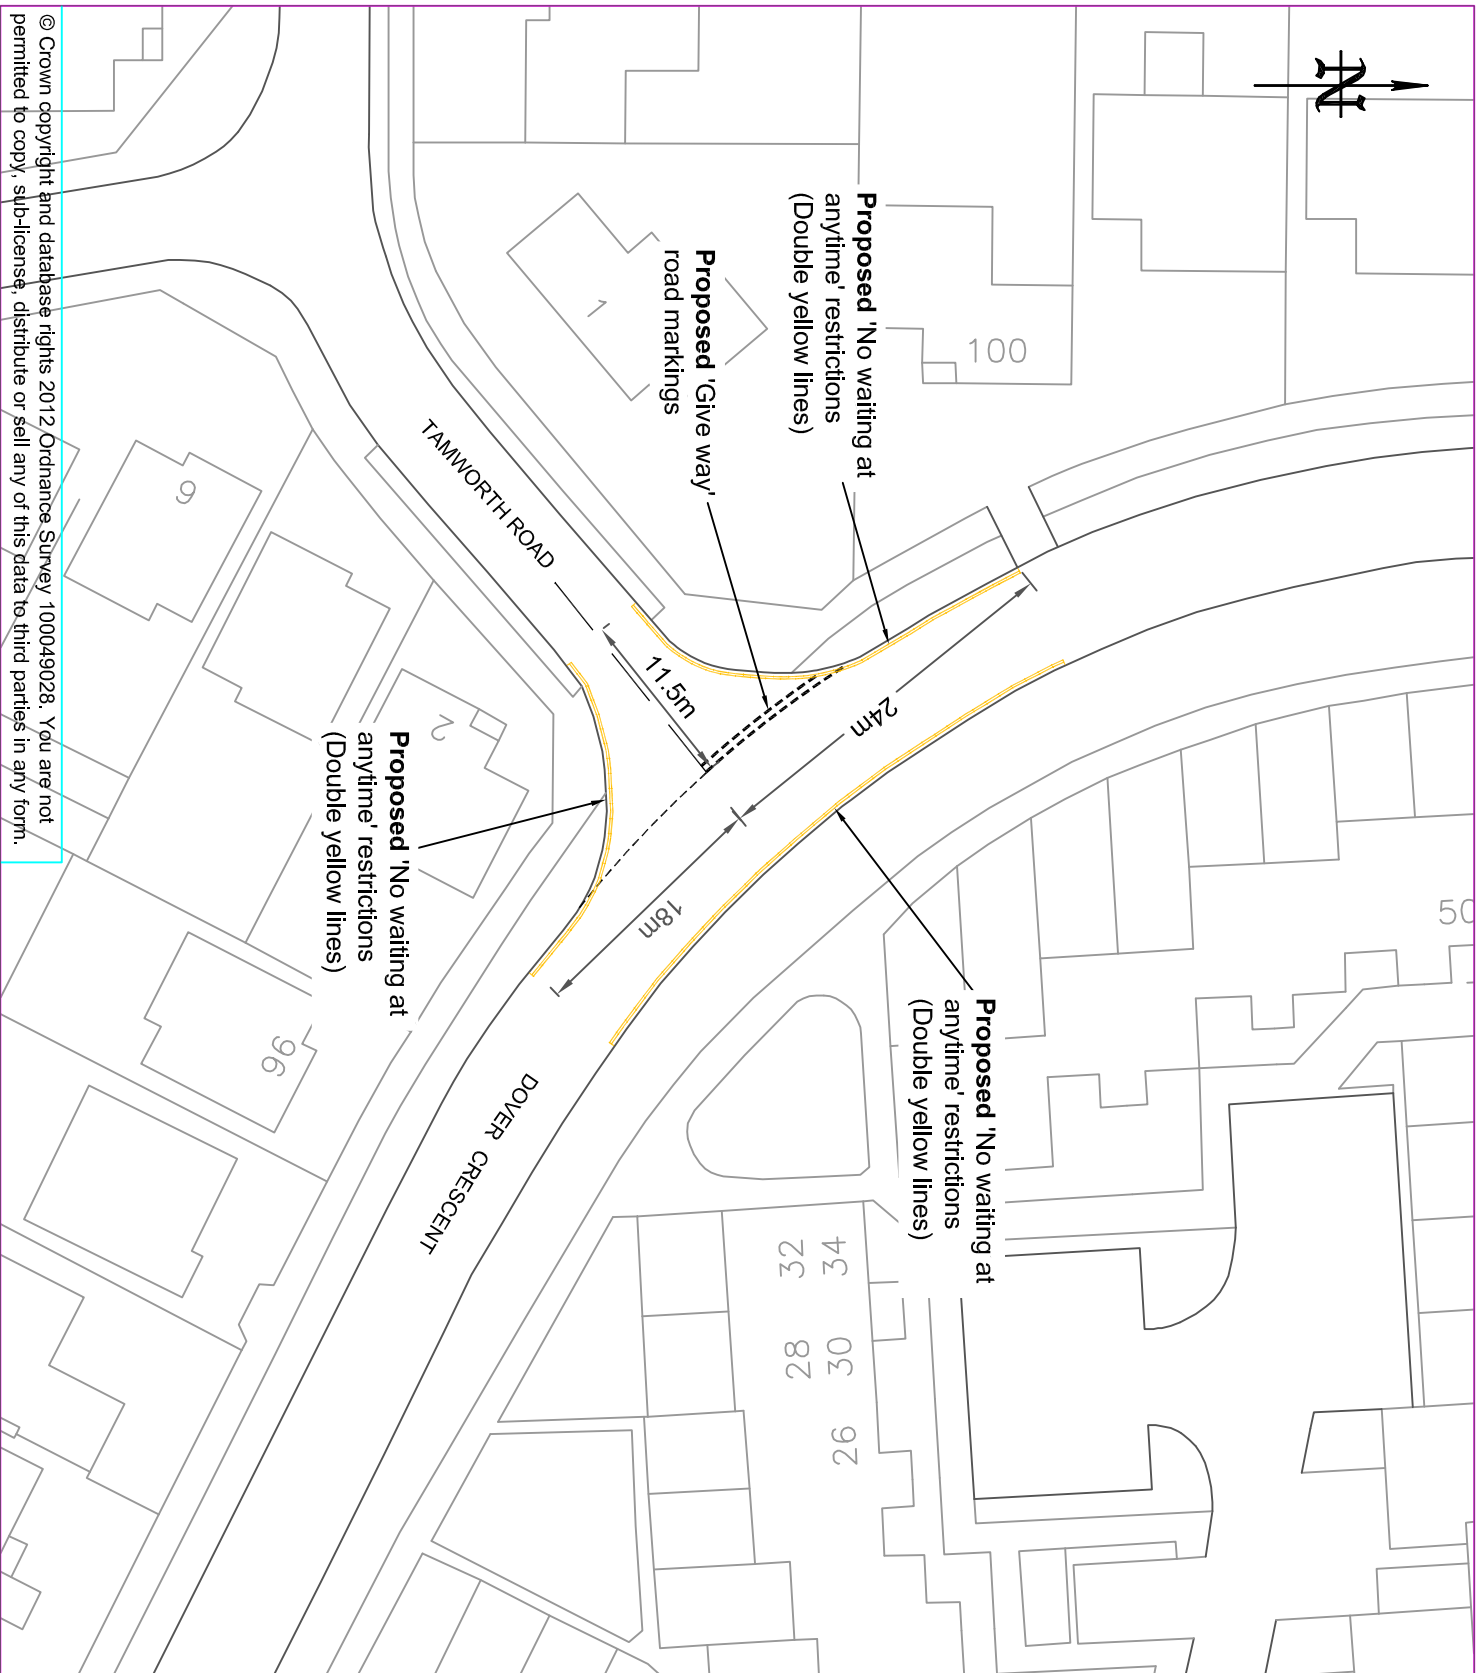 N
Proposed 'No waiting at
anytime' restrictions
(Double yellow lines)
Proposed 'Give way'
road markings
100
1
TAMWORTH ROAD
11.5m
24m
18m
9
2
96
50
Proposed 'No waiting at
anytime' restrictions
(Double yellow lines)
Proposed 'No waiting at
anytime' restrictions
(Double yellow lines)
DOVER CRESCENT
34
32
30
28
26
© Crown copyright and database rights 2012 Ordnance Survey 100049028. You are not
permitted to copy, sub-license, distribute or sell any of this data to third parties in any form.